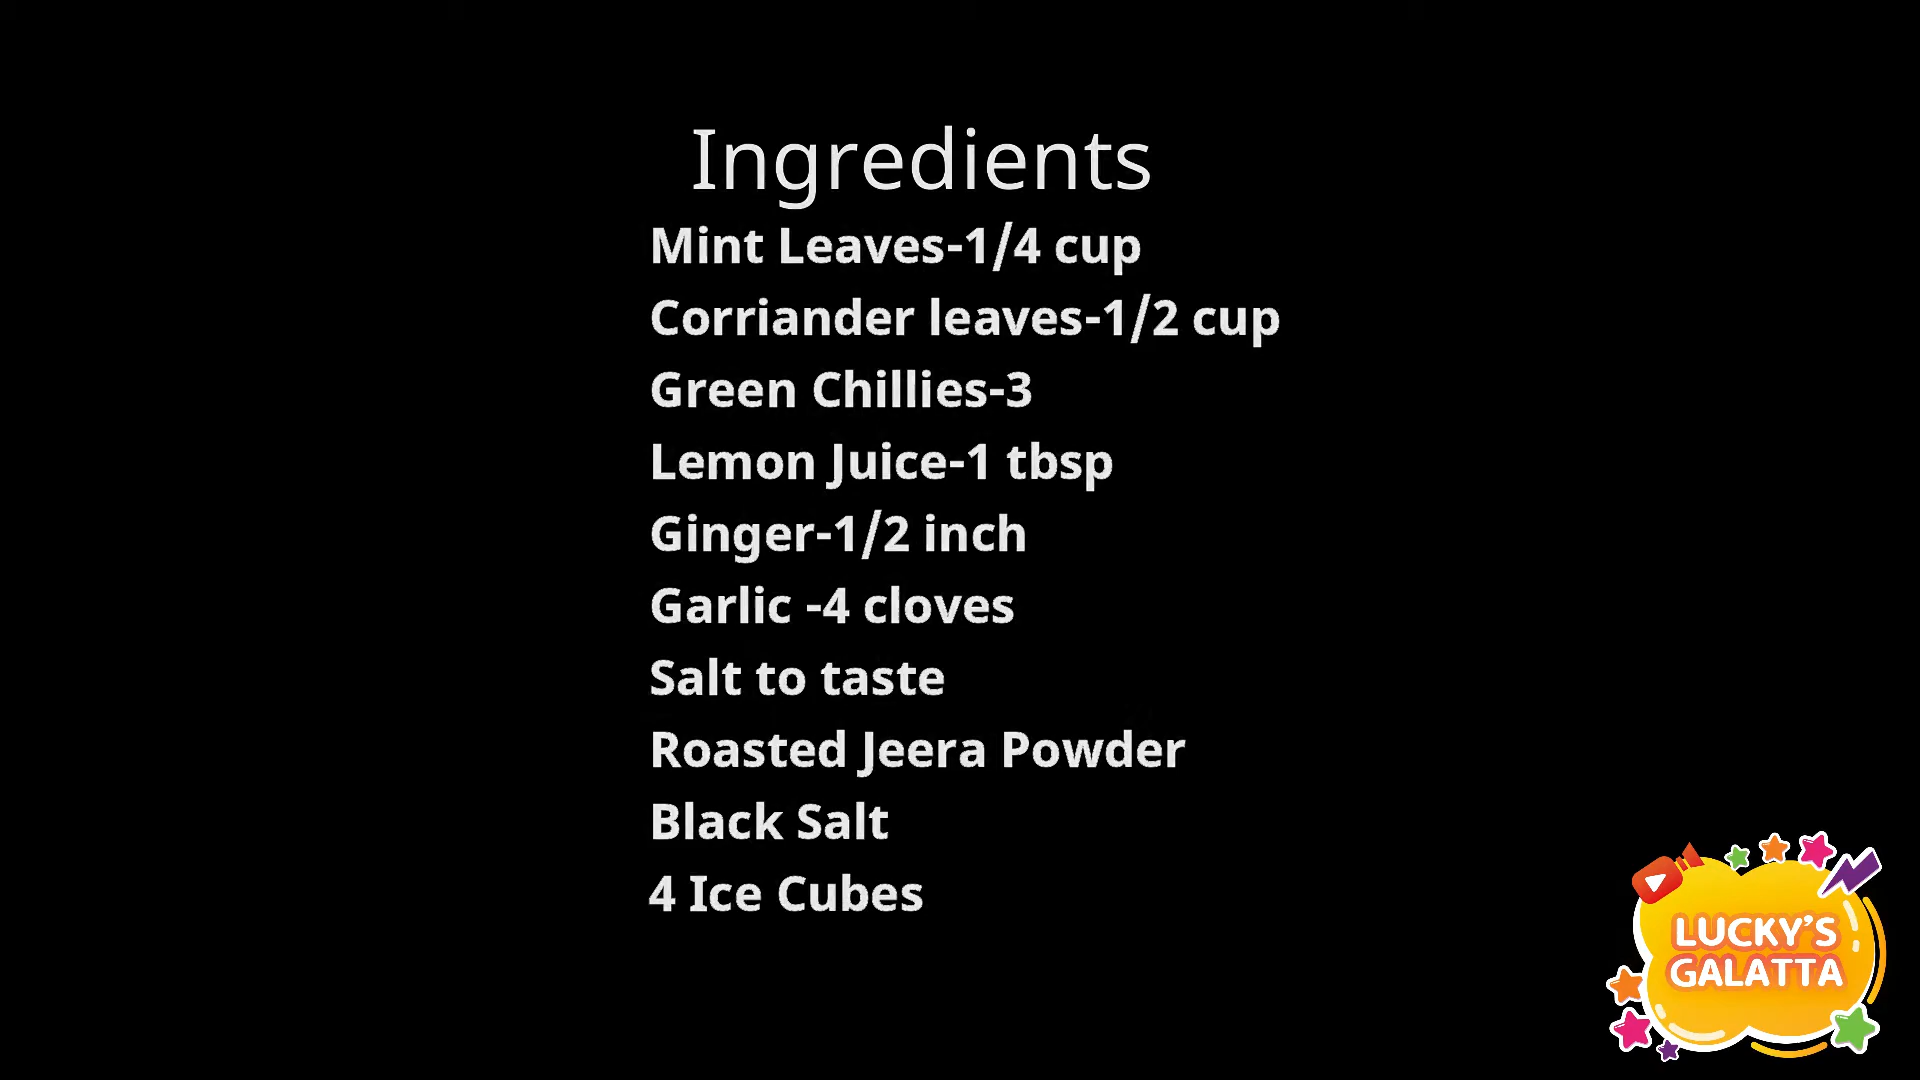 Ingredients
Mint Leaves-1/4 cup
Corriander leaves-1/2 cup
Green Chillies-3
Lemon Juice-1 tbsp
Ginger-1/2 inch
Garlic -4 cloves
Salt to taste
Roasted Jeera Powder
Black Salt
4 Ice Cubes
LUCKY'S
GALATTA